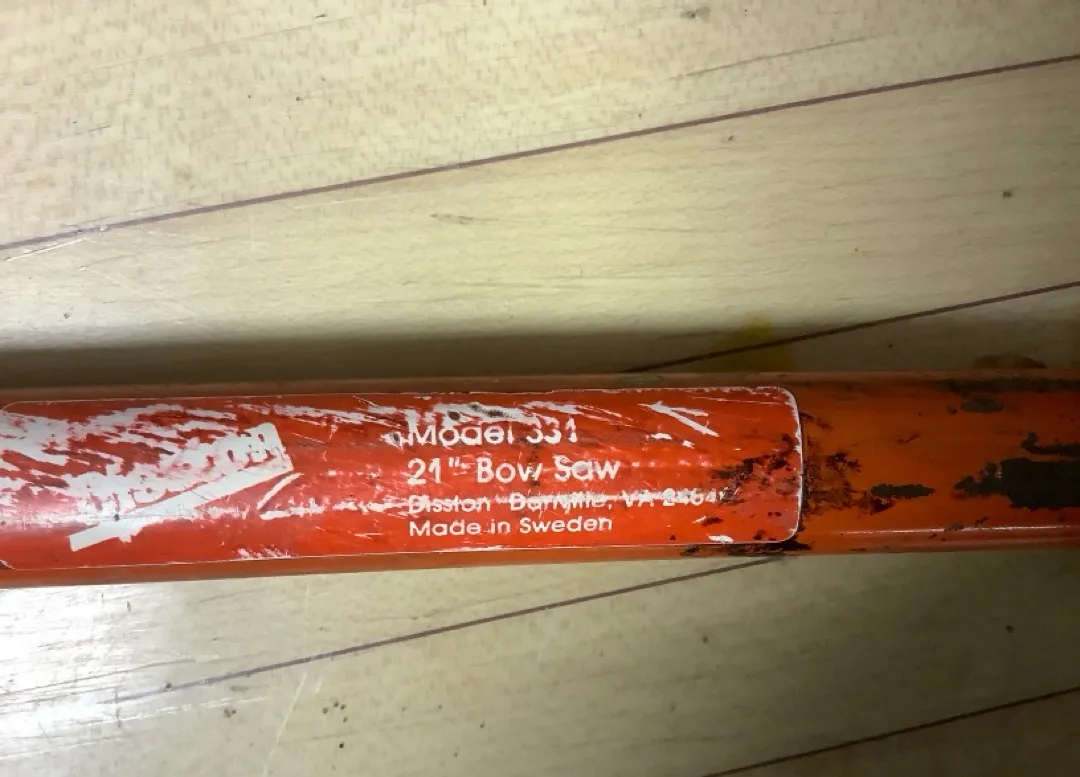 Model 331
21" Bow Saw
Disston Danville, VA
Made in Sweden